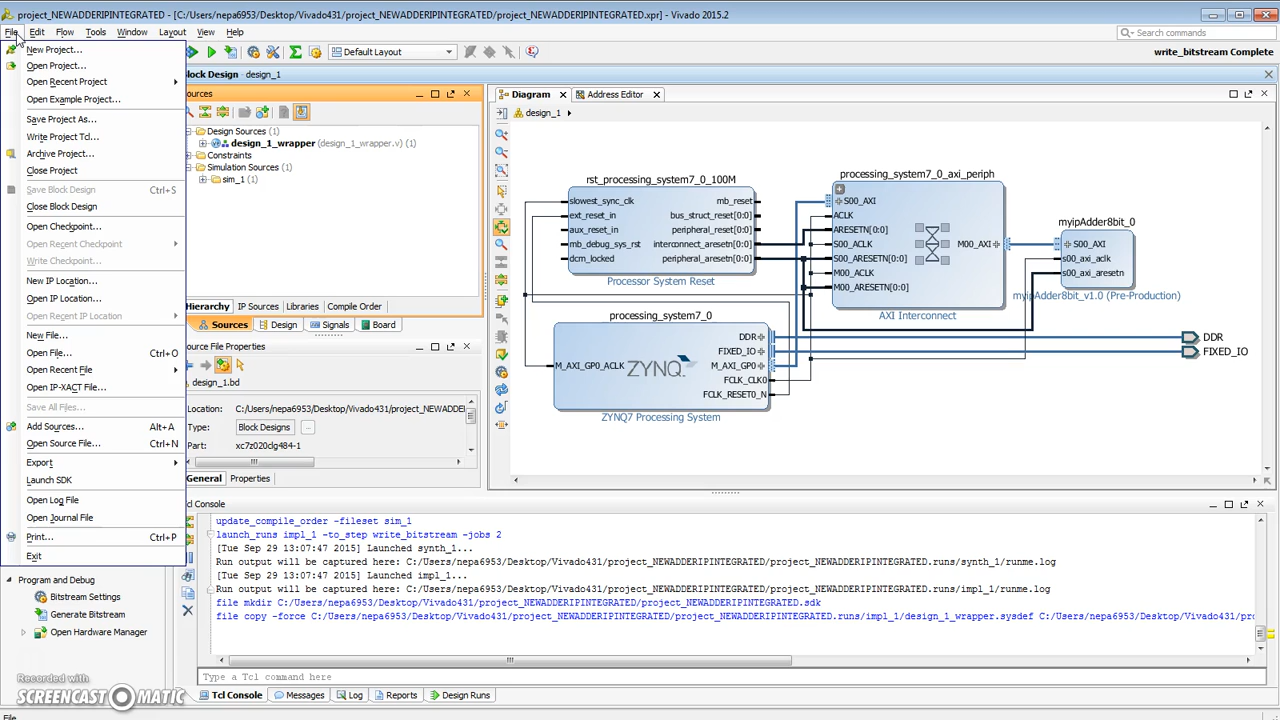 project_NEWADDERIPINTEGRATED - [C:/Users/nepa6953/Desktop/Vivado431/project_NEWADDERIPINTEGRATED/project_NEWADDERIPINTEGRATED.xpr] - Vivado 2015.2
File Edit Flow Tools Window Layout View Help
Search commands
Default Layout
write_bitstream Complete
New Project...
Open Project...
Open Recent Project
Open Example Project...
Save Project As...
Write Project Tcl...
Archive Project...
Close Project
Save Block Design Ctrl+S
Close Block Design
Open Checkpoint...
Open Recent Checkpoint
Write Checkpoint...
New IP Location...
Open IP Location...
Open Recent IP Location
New File...
Open File... Ctrl+O
Open Recent File
Open IP-XACT File...
Save All Files...
Add Sources... Alt+A
Open Source File... Ctrl+N
Export
Launch SDK
Open Log File
Open Journal File
Print... Ctrl+P
Exit
Program and Debug
Bitstream Settings
Generate Bitstream
Open Hardware Manager
Block Design - design_1
Sources
Design Sources (1)
design_1_wrapper (design_1_wrapper.v) (1)
Constraints
Simulation Sources (1)
sim_1 (1)
Hierarchy IP Sources Libraries Compile Order
Sources Design Signals Board
Source File Properties
design_1.bd
Location: C:/Users/nepa6953/Desktop/Vivado431/project_NEWADD
Type: Block Designs ...
Part: xc7z020clg484-1
General Properties
Diagram Address Editor
design_1
rst_processing_system7_0_100M
slowest_sync_clk mb_reset
ext_reset_in bus_struct_reset[0:0]
aux_reset_in peripheral_reset[0:0]
mb_debug_sys_rst interconnect_aresetn[0:0]
dcm_locked peripheral_aresetn[0:0]
Processor System Reset
processing_system7_0_axi_periph
S00_AXI
ACLK
ARESETN[0:0]
S00_ACLK M00_AXI
S00_ARESETN[0:0]
M00_ACLK
M00_ARESETN[0:0]
AXI Interconnect
myipAdder8bit_0
S00_AXI
s00_axi_aclk
s00_axi_aresetn
myipAdder8bit_v1.0 (Pre-Production)
processing_system7_0
DDR
FIXED_IO
M_AXI_GP0_ACLK ZYNQ M_AXI_GP0
FCLK_CLK0
FCLK_RESET0_N
ZYNQ7 Processing System
DDR
FIXED_IO
Tcl Console
update_compile_order -fileset sim_1
launch_runs impl_1 -to_step write_bitstream -jobs 2
[Tue Sep 29 13:07:47 2015] Launched synth_1...
Run output will be captured here: C:/Users/nepa6953/Desktop/Vivado431/project_NEWADDERIPINTEGRATED/project_NEWADDERIPINTEGRATED.runs/synth_1/runme.log
[Tue Sep 29 13:07:47 2015] Launched impl_1...
Run output will be captured here: C:/Users/nepa6953/Desktop/Vivado431/project_NEWADDERIPINTEGRATED/project_NEWADDERIPINTEGRATED.runs/impl_1/runme.log
file mkdir C:/Users/nepa6953/Desktop/Vivado431/project_NEWADDERIPINTEGRATED/project_NEWADDERIPINTEGRATED.sdk
file copy -force C:/Users/nepa6953/Desktop/Vivado431/project_NEWADDERIPINTEGRATED/project_NEWADDERIPINTEGRATED.runs/impl_1/design_1_wrapper.sysdef C:/Users/nepa6953/Desktop/Vivado431/proj
Type a Tcl command here
Tcl Console Messages Log Reports Design Runs
Recorded with
SCREENCAST MATIC
File